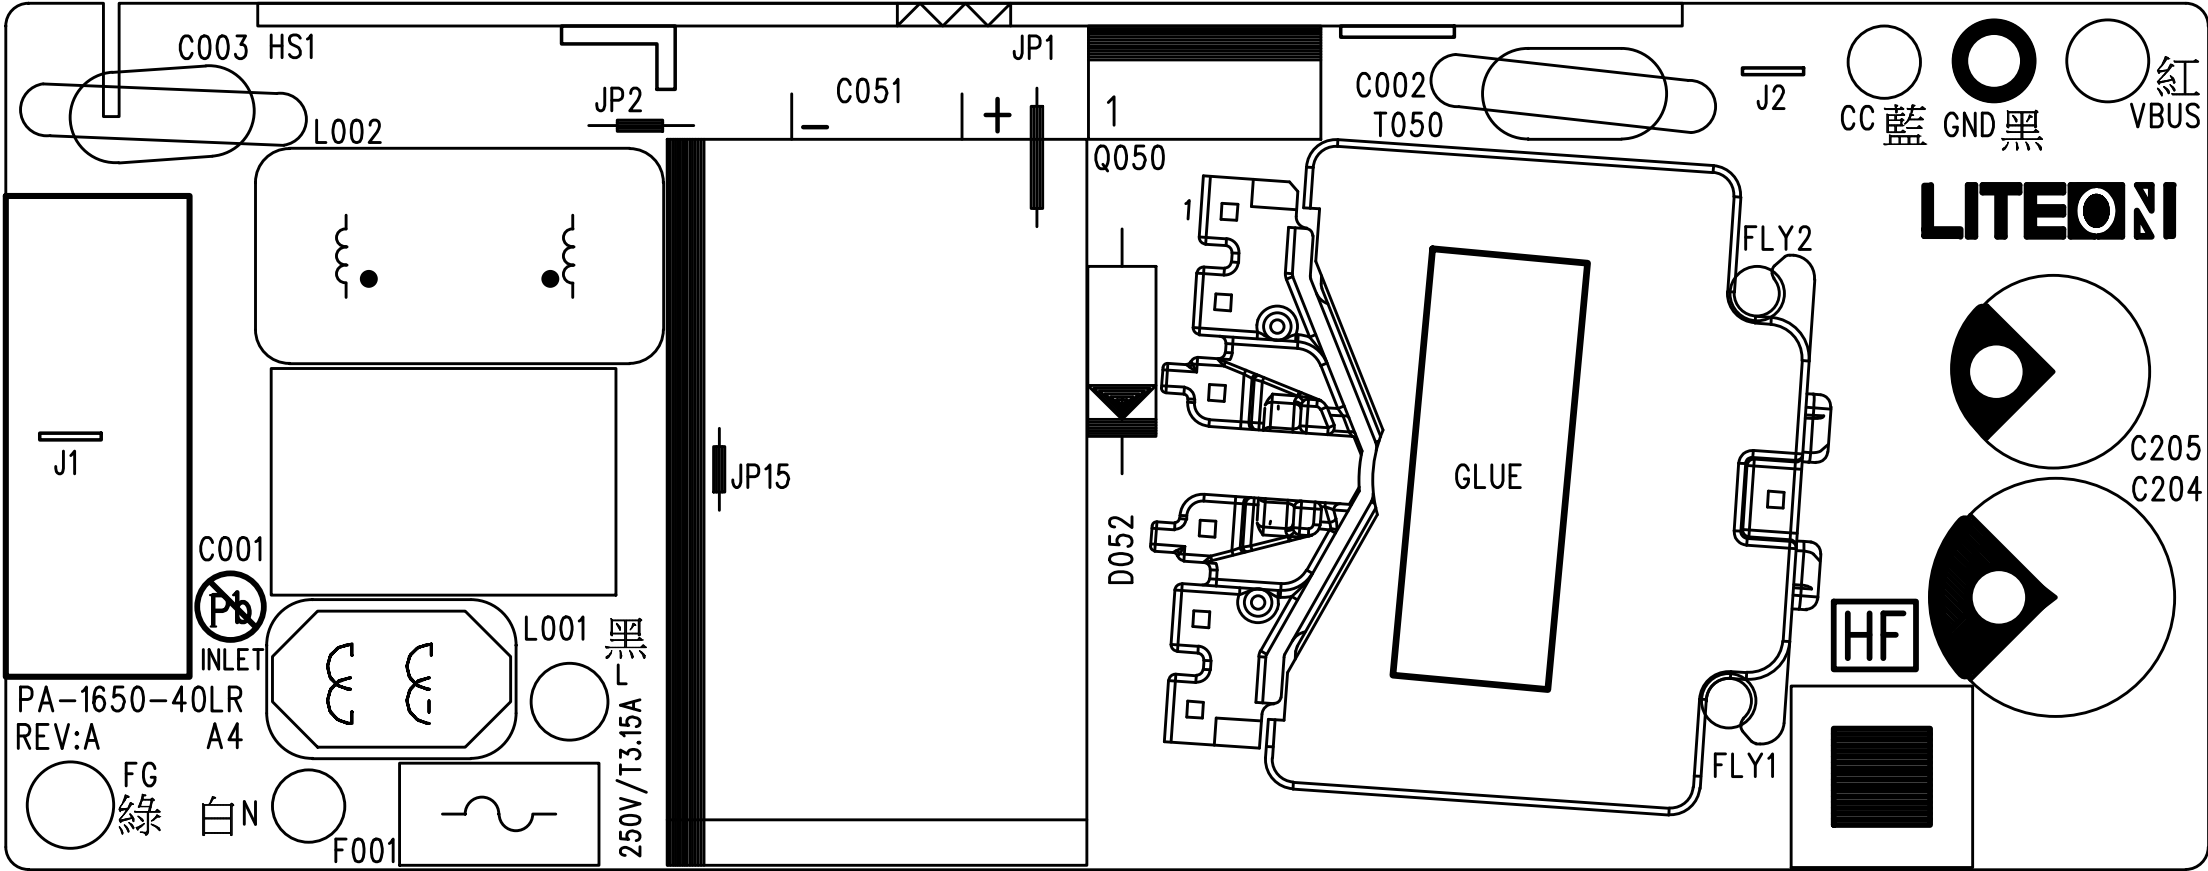 C003 HS1
JP1
JP2
C051
- +
1
C002
T050
J2
CC 藍
GND 黑
紅
VBUS
L002
Q050
1
LITEON
FLY2
J1
JP15
GLUE
C205
C204
C001
Pb
INLET
D052
L001
黑
L
HF
PA-1650-40LR
REV:A A4
250V/T3.15A
FG
綠
白N
F001
FLY1